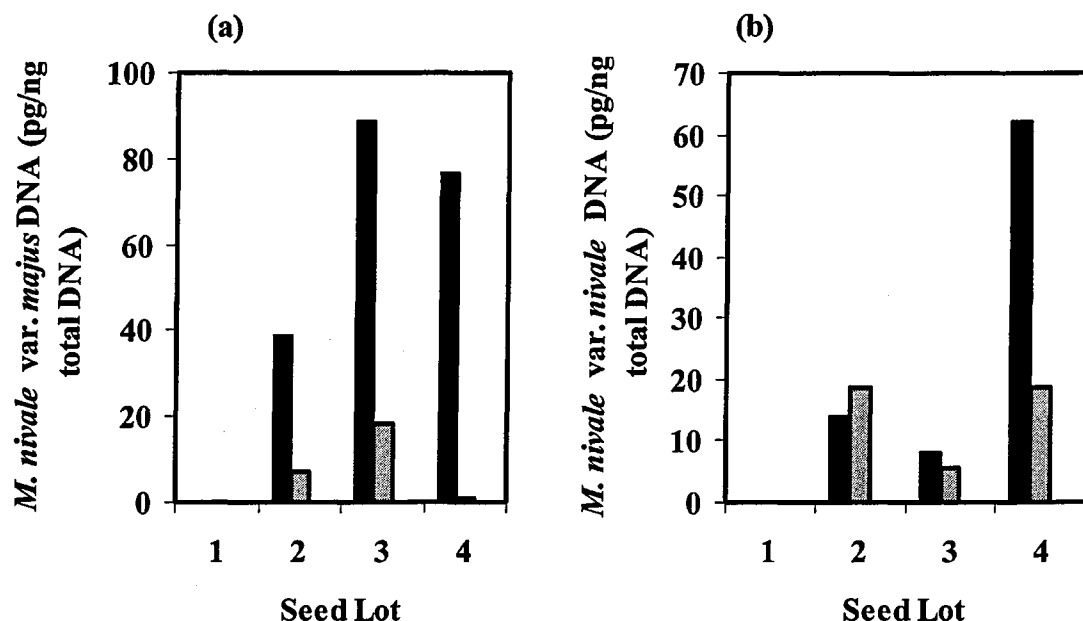 (a)
M. nivale var. majus DNA (pg/ng
total DNA)
100
80
60
40
20
0
1 2 3 4
Seed Lot
(b)
M. nivale var. nivale DNA (pg/ng
total DNA)
70
60
50
40
30
20
10
0
1 2 3 4
Seed Lot